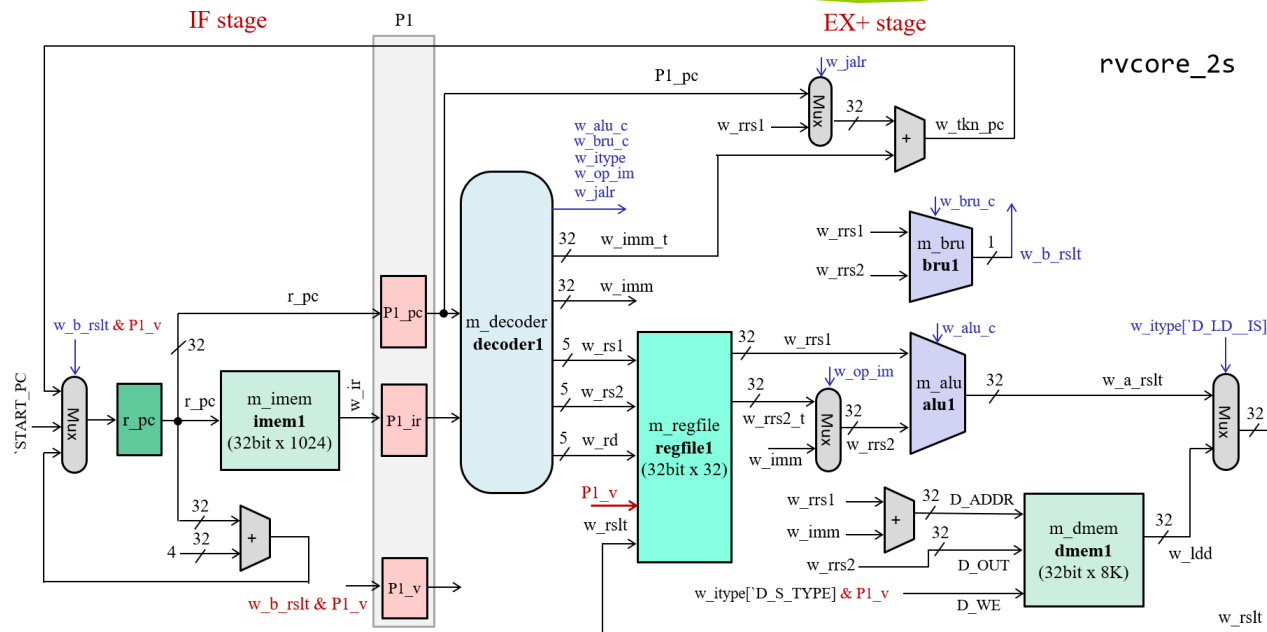 IF stage
P1
EX+ stage
rvcore_2s
w_jalr
P1_pc
Mux
32
w_rrs1
+
w_tkn_pc
w_alu_c
w_bru_c
w_itype
w_op_im
w_jalr
32
w_imm_t
w_bru_c
w_rrs1
m_bru
bru1
w_rrs2
1
w_b_rslt
r_pc
P1_pc
32
w_imm
m_decoder
decoder1
w_b_rslt & P1_v
32
w_itype[`D_LD__IS]
w_alu_c
5
w_rs1
32
w_rrs1
w_op_im
`START_PC
Mux
r_pc
r_pc
m_imem
imem1
(32bit x 1024)
w_ir
P1_ir
5
w_rs2
m_regfile
regfile1
(32bit x 32)
32
w_rrs2_t
w_imm
Mux
32
w_rrs2
m_alu
alu1
32
w_a_rslt
Mux
32
5
w_rd
P1_v
w_rslt
32
4
32
+
w_rrs1
w_imm
+
32
D_ADDR
w_rrs2
32
D_OUT
m_dmem
dmem1
(32bit x 8K)
32
w_ldd
w_b_rslt & P1_v
P1_v
w_itype[`D_S_TYPE] & P1_v
D_WE
w_rslt